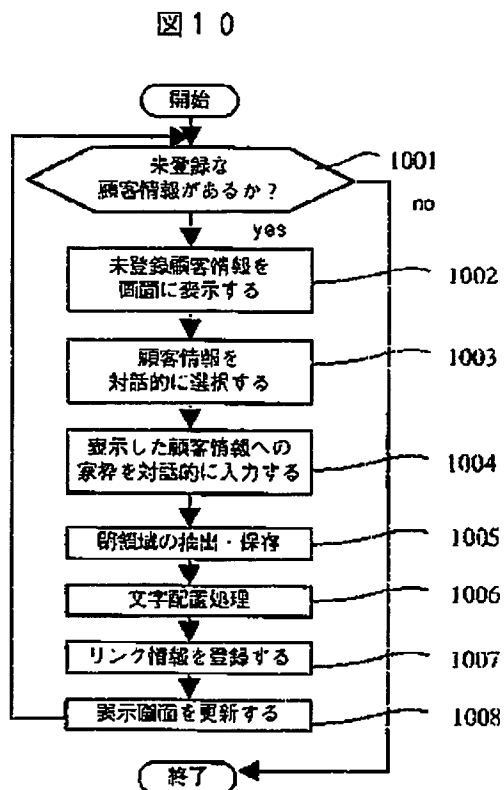 図10
開始
未登録な
顧客情報があるか?
1001
no
yes
未登録顧客情報を
画面に表示する
1002
顧客情報を
対話的に選択する
1003
表示した顧客情報への
家枠を対話的に入力する
1004
閉領域の抽出・保存
1005
文字配置処理
1006
リンク情報を登録する
1007
表示画面を更新する
1008
終了